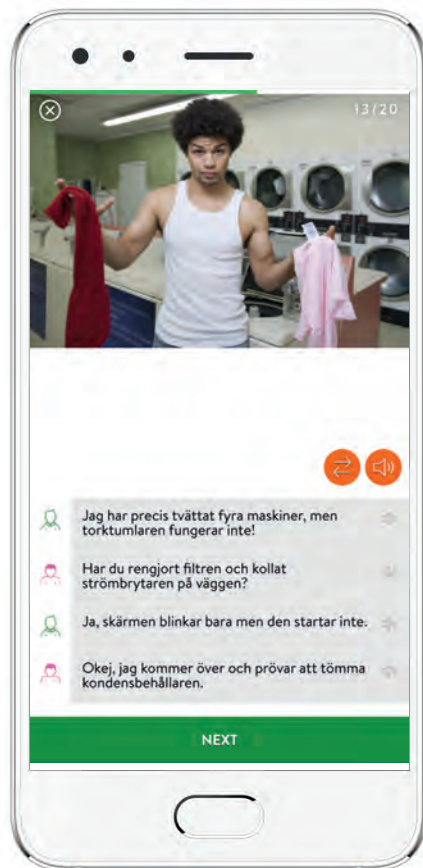 13/20
Jag har precis tvättat fyra maskiner, men
torktumlaren fungerar inte!
Har du rengjort filtren och kollat
strömbrytaren på väggen?
Ja, skärmen blinkar bara men den startar inte.
Okej, jag kommer över och prövar att tömma
kondensbehållaren.
NEXT